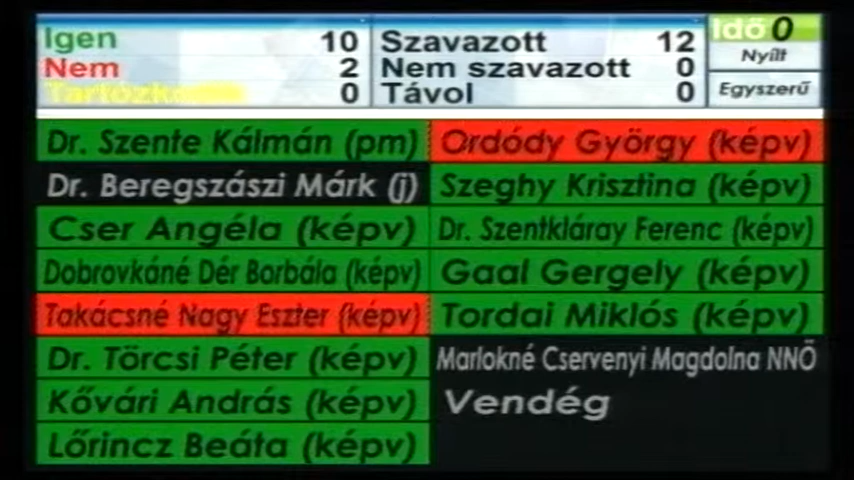 Igen 10
Nem 2
Tartózkodik 0
Szavazott 12
Nem szavazott 0
Távol 0
Idő 0
Nyílt
Egyszerű
Dr. Szente Kálmán (pm)
Dr. Beregszászi Márk (j)
Cser Angéla (képv)
Dobrovkáné Dér Borbála (képv)
Takácsné Nagy Eszter (képv)
Dr. Törcsi Péter (képv)
Kővári András (képv)
Lőrincz Beáta (képv)
Ordódy György (képv)
Szeghy Krisztina (képv)
Dr. Szentkláray Ferenc (képv)
Gaal Gergely (képv)
Tordai Miklós (képv)
Marlokné Cservenyi Magdolna NNÖ
Vendég